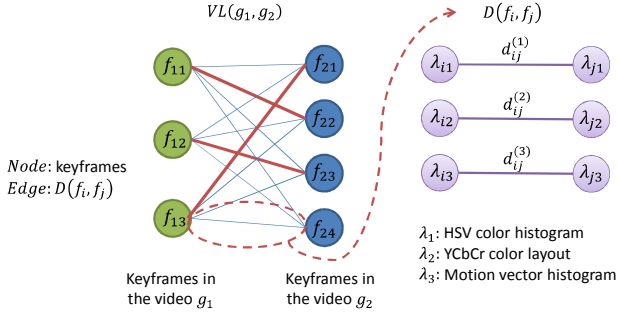 VL(g₁, g₂)
D(fᵢ, fⱼ)
f₁₁
f₁₂
f₁₃
f₂₁
f₂₂
f₂₃
f₂₄
Node: keyframes
Edge: D(fᵢ, fⱼ)
Keyframes in
the video g₁
Keyframes in
the video g₂
λᵢ₁ dᵢⱼ⁽¹⁾ λⱼ₁
λᵢ₂ dᵢⱼ⁽²⁾ λⱼ₂
λᵢ₃ dᵢⱼ⁽³⁾ λⱼ₃
λ₁: HSV color histogram
λ₂: YCbCr color layout
λ₃: Motion vector histogram